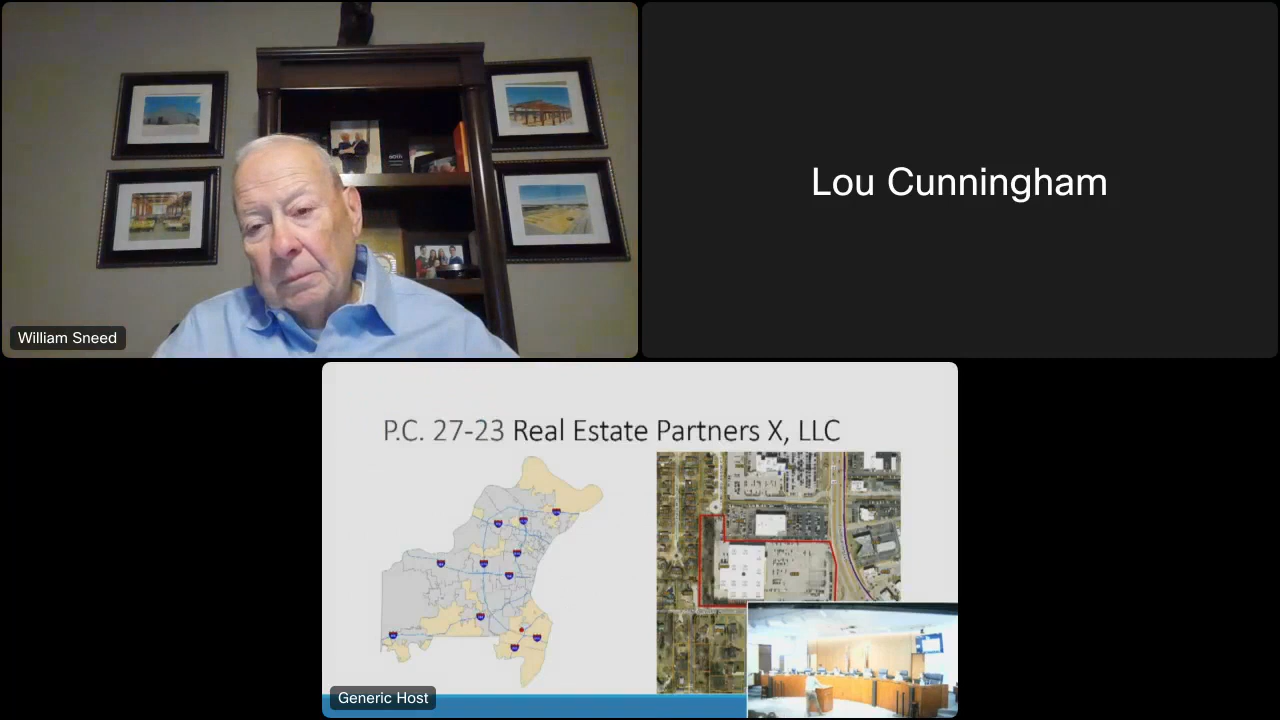 William Sneed
Lou Cunningham
P.C. 27-23 Real Estate Partners X, LLC
Generic Host